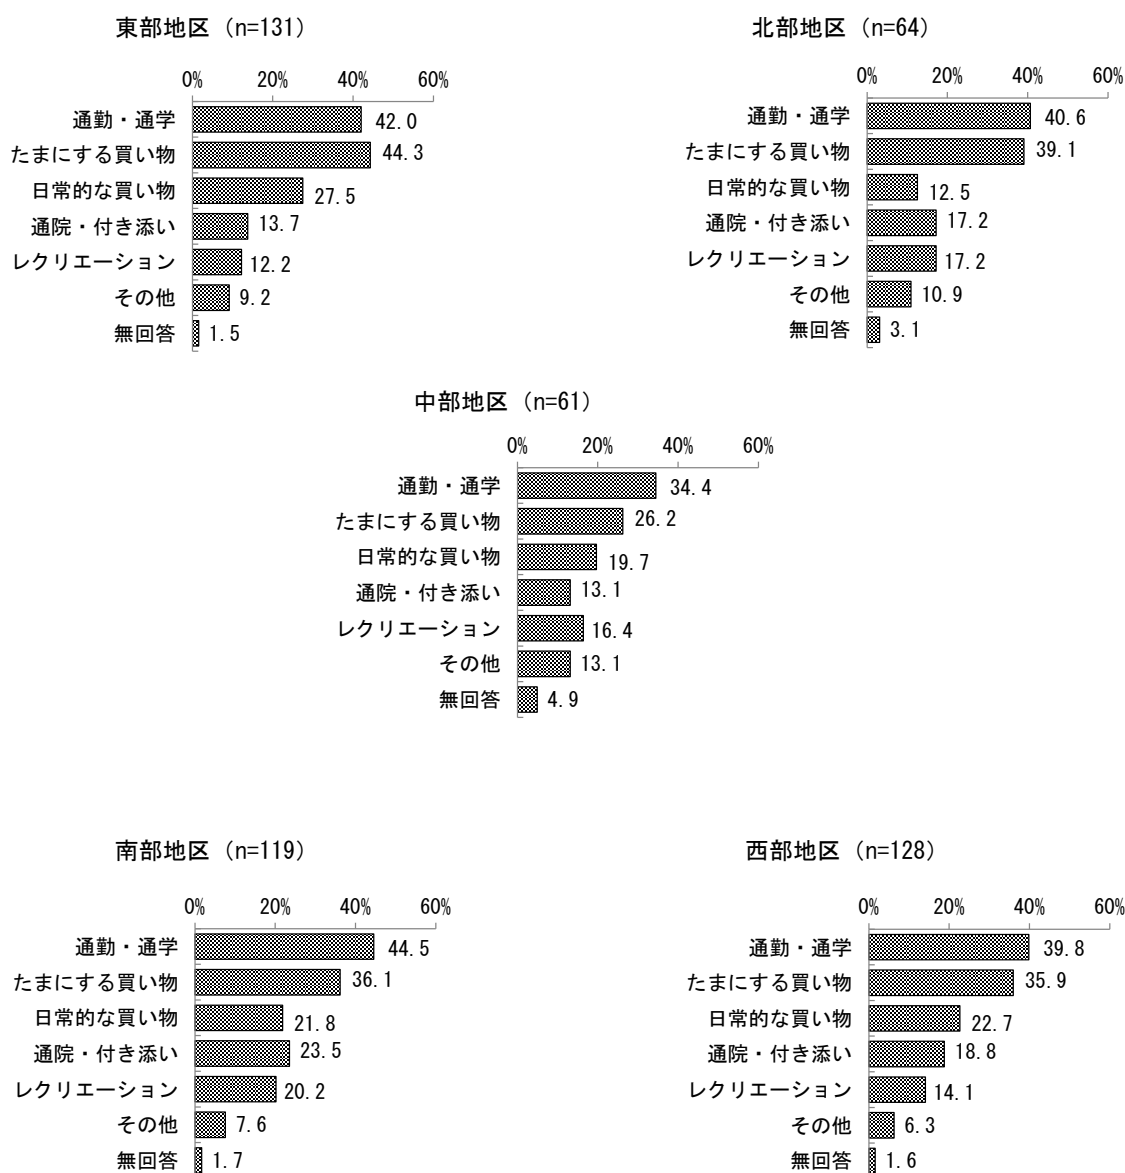 東部地区（n=131）
0% 20% 40% 60%
通勤・通学 42.0
たまにする買い物 44.3
日常的な買い物 27.5
通院・付き添い 13.7
レクリエーション 12.2
その他 9.2
無回答 1.5
北部地区（n=64）
0% 20% 40% 60%
通勤・通学 40.6
たまにする買い物 39.1
日常的な買い物 12.5
通院・付き添い 17.2
レクリエーション 17.2
その他 10.9
無回答 3.1
中部地区（n=61）
0% 20% 40% 60%
通勤・通学 34.4
たまにする買い物 26.2
日常的な買い物 19.7
通院・付き添い 13.1
レクリエーション 16.4
その他 13.1
無回答 4.9
南部地区（n=119）
0% 20% 40% 60%
通勤・通学 44.5
たまにする買い物 36.1
日常的な買い物 21.8
通院・付き添い 23.5
レクリエーション 20.2
その他 7.6
無回答 1.7
西部地区（n=128）
0% 20% 40% 60%
通勤・通学 39.8
たまにする買い物 35.9
日常的な買い物 22.7
通院・付き添い 18.8
レクリエーション 14.1
その他 6.3
無回答 1.6